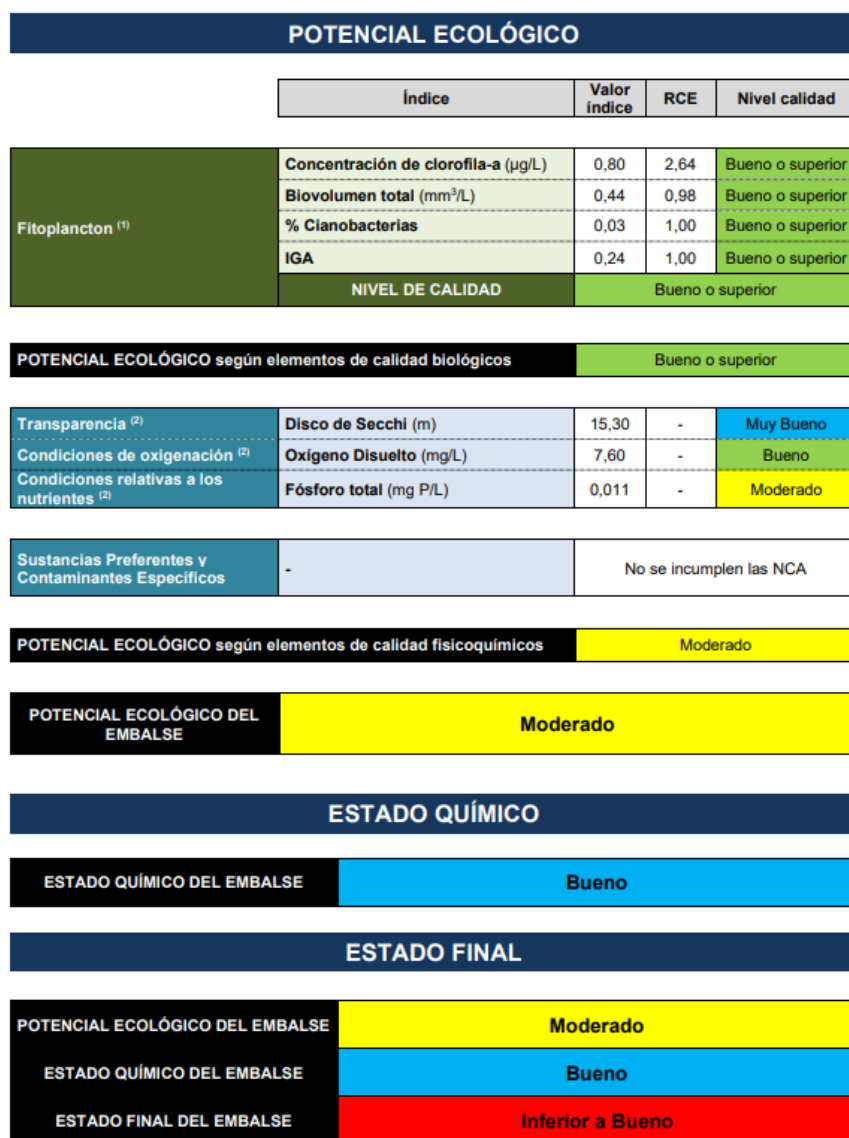 POTENCIAL ECOLÓGICO
Índice Valor índice RCE Nivel calidad
Fitoplancton (1)
Concentración de clorofila-a (µg/L) 0,80 2,64 Bueno o superior
Biovolumen total (mm³/L) 0,44 0,98 Bueno o superior
% Cianobacterias 0,03 1,00 Bueno o superior
IGA 0,24 1,00 Bueno o superior
NIVEL DE CALIDAD Bueno o superior
POTENCIAL ECOLÓGICO según elementos de calidad biológicos Bueno o superior
Transparencia (2) Disco de Secchi (m) 15,30 - Muy Bueno
Condiciones de oxigenación (2) Oxígeno Disuelto (mg/L) 7,60 - Bueno
Condiciones relativas a los
nutrientes (2) Fósforo total (mg P/L) 0,011 - Moderado
Sustancias Preferentes y
Contaminantes Específicos - No se incumplen las NCA
POTENCIAL ECOLÓGICO según elementos de calidad fisicoquímicos Moderado
POTENCIAL ECOLÓGICO DEL
EMBALSE Moderado
ESTADO QUÍMICO
ESTADO QUÍMICO DEL EMBALSE Bueno
ESTADO FINAL
POTENCIAL ECOLÓGICO DEL EMBALSE Moderado
ESTADO QUÍMICO DEL EMBALSE Bueno
ESTADO FINAL DEL EMBALSE Inferior a Bueno